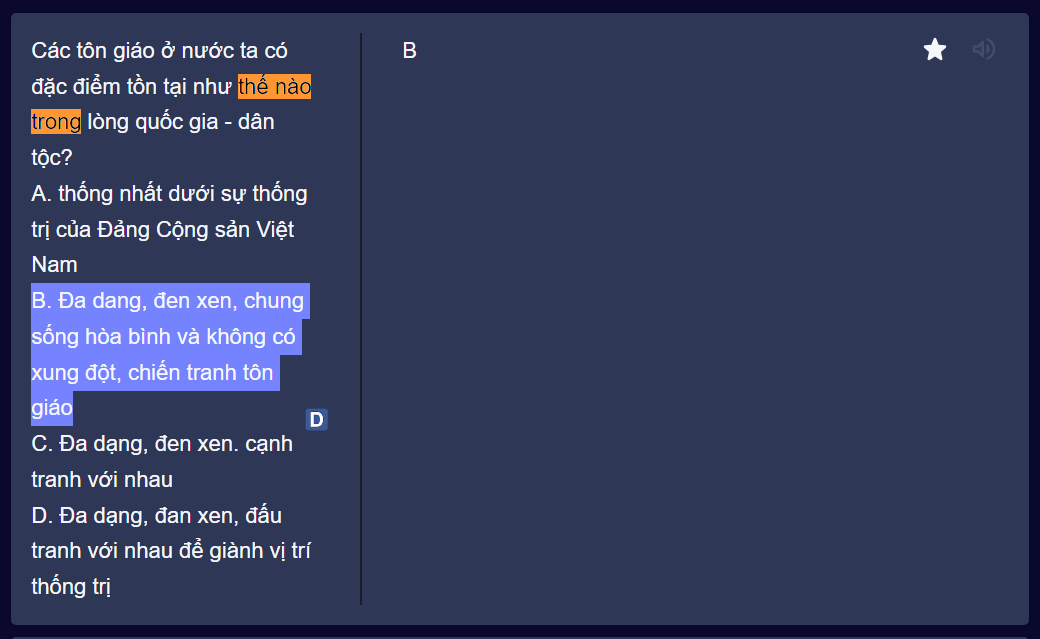 Các tôn giáo ở nước ta có
đặc điểm tồn tại như thế nào
trong lòng quốc gia - dân
tộc?
A. thống nhất dưới sự thống
trị của Đảng Cộng sản Việt
Nam
B. Đa dang, đen xen, chung
sống hòa bình và không có
xung đột, chiến tranh tôn
giáo
D
C. Đa dạng, đen xen. cạnh
tranh với nhau
D. Đa dạng, đan xen, đấu
tranh với nhau để giành vị trí
thống trị
B